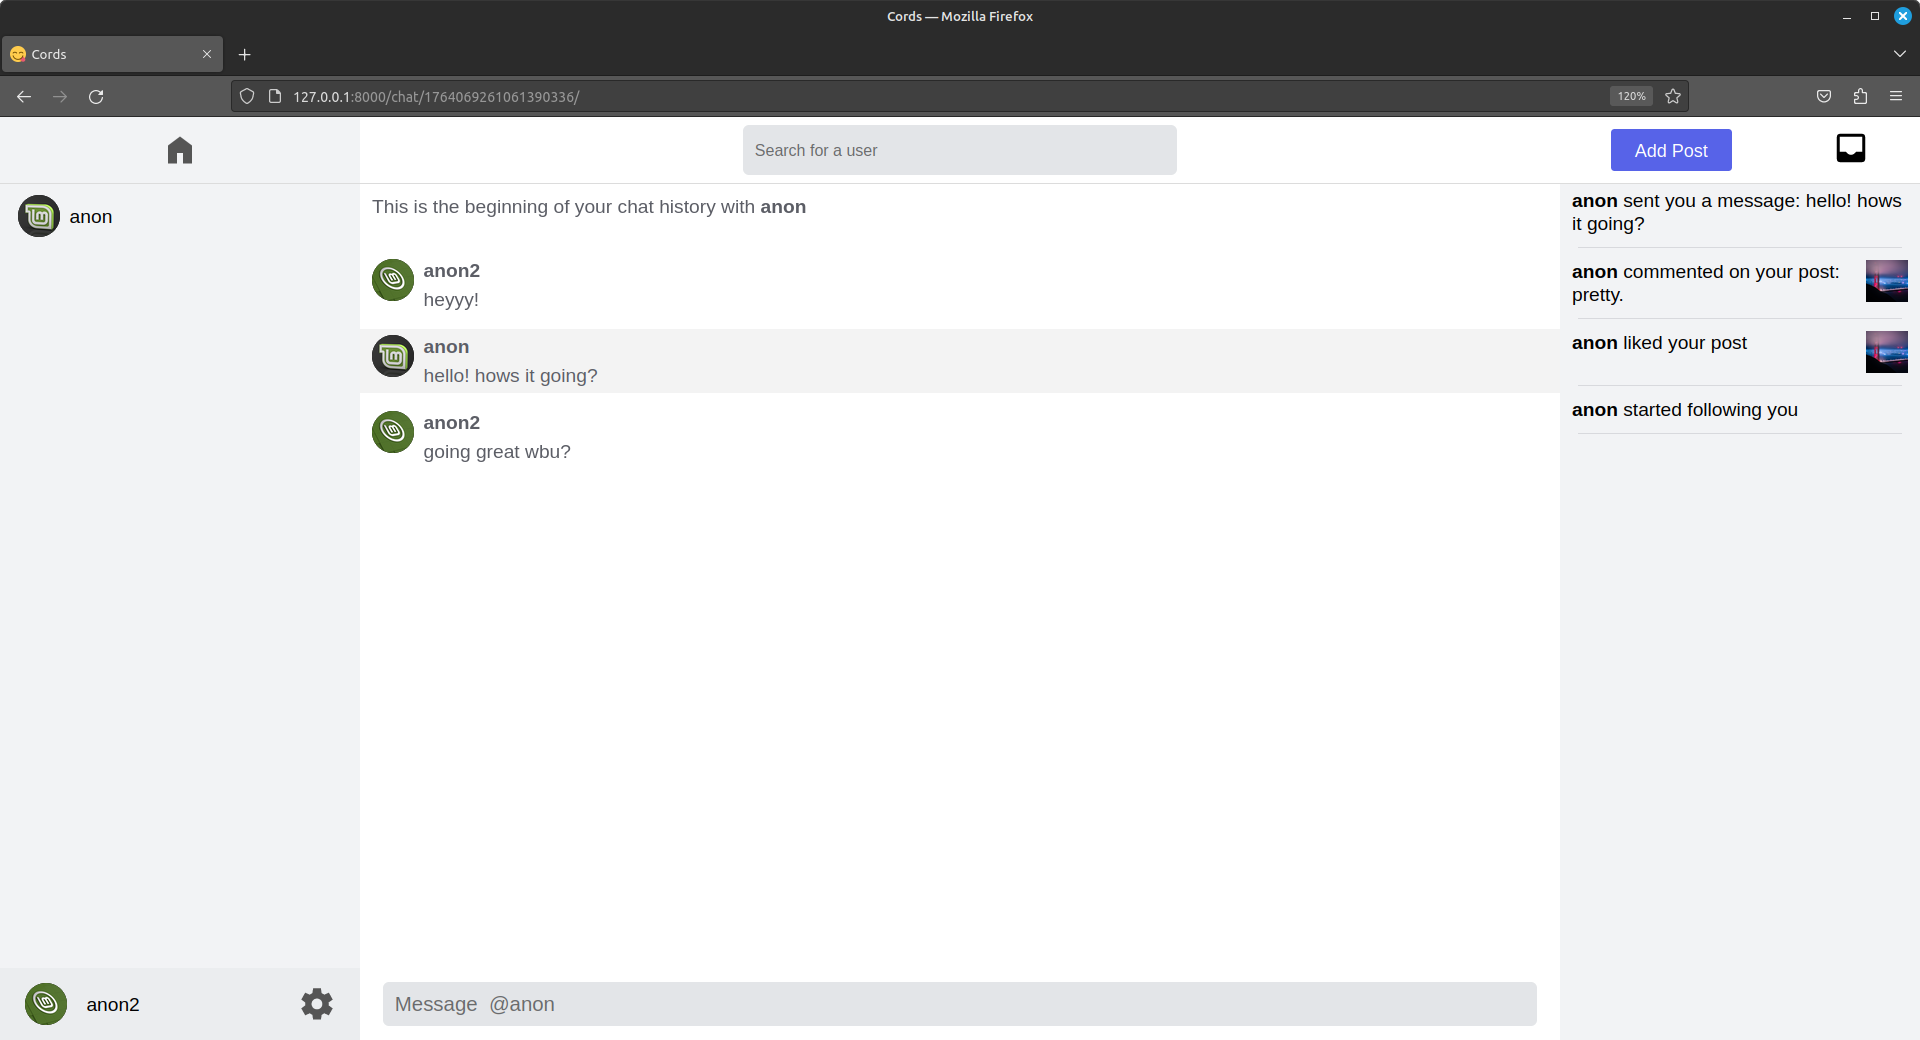 Cords — Mozilla Firefox
Cords
127.0.0.1:8000/chat/1764069261061390336/
120%
Search for a user
Add Post
anon
This is the beginning of your chat history with anon
anon2
heyyy!
anon
hello! hows it going?
anon2
going great wbu?
anon sent you a message: hello! hows
it going?
anon commented on your post:
pretty.
anon liked your post
anon started following you
anon2
Message @anon